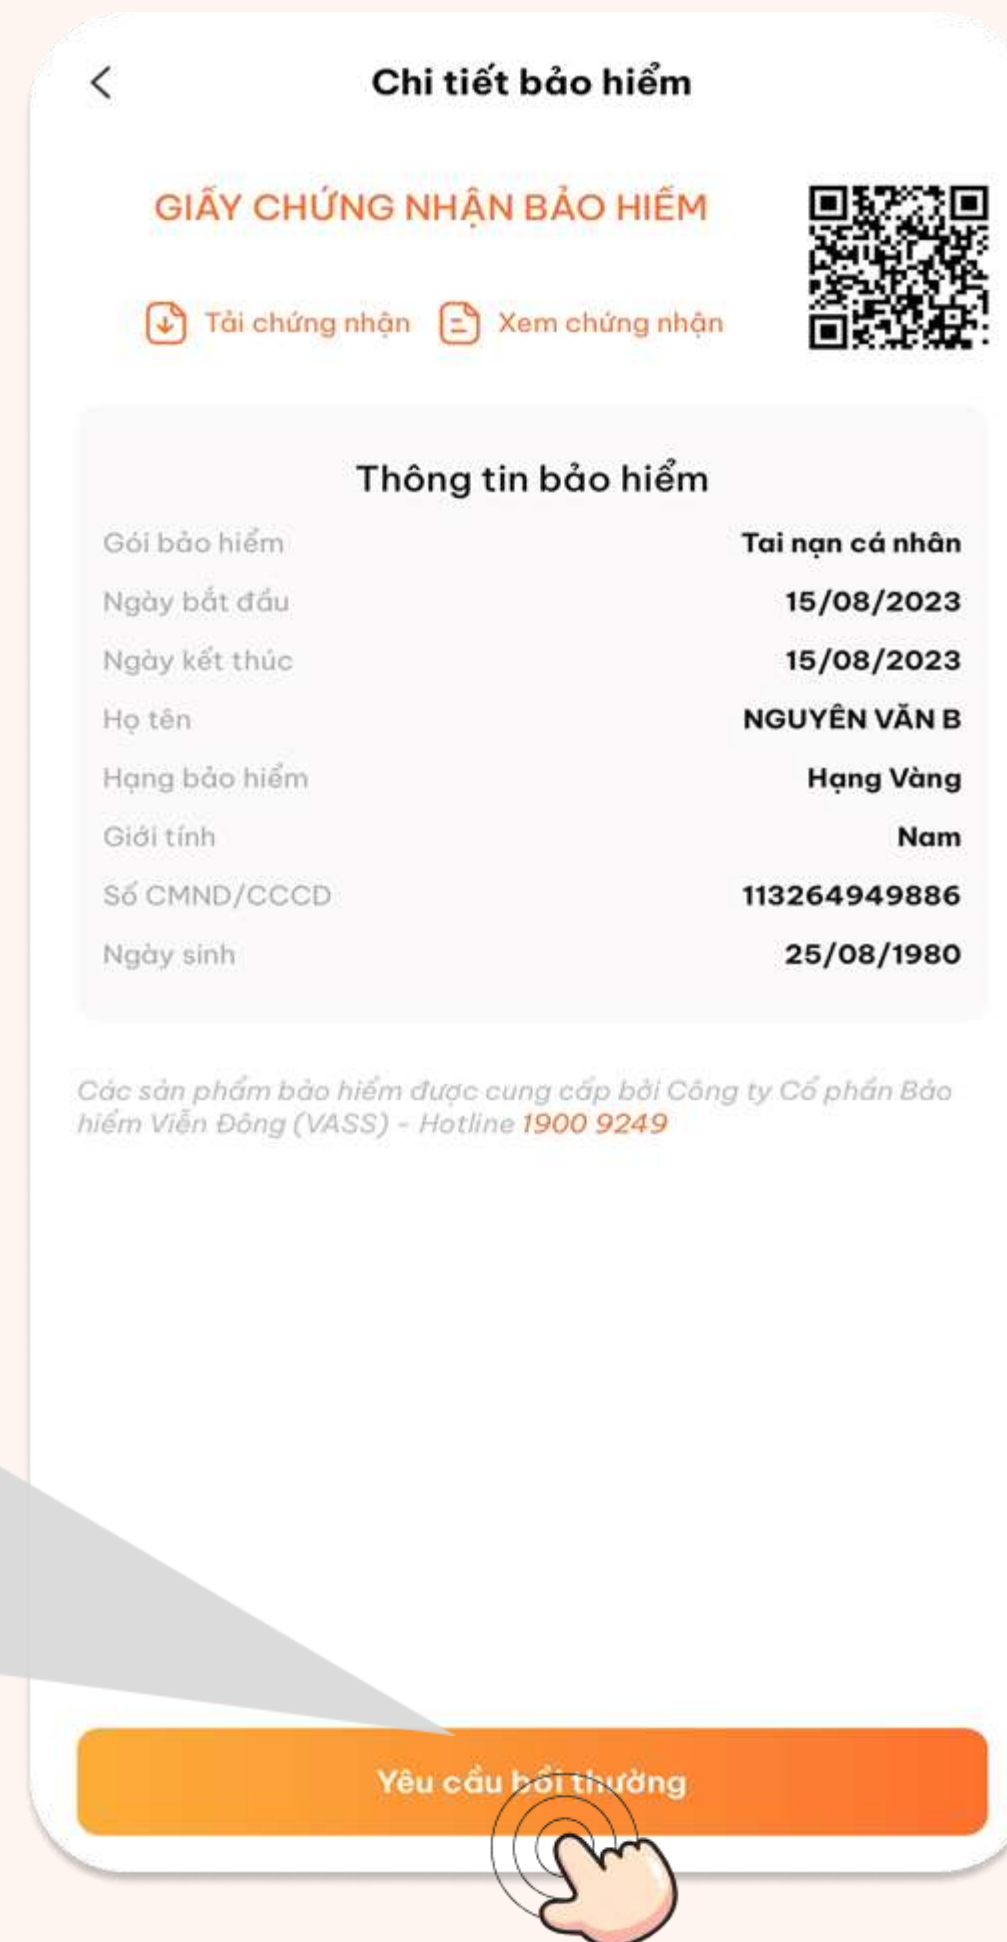 Chi tiết bảo hiểm
GIẤY CHỨNG NHẬN BẢO HIỂM
Tải chứng nhận Xem chứng nhận
Thông tin bảo hiểm
Gói bảo hiểm Tai nạn cá nhân
Ngày bắt đầu 15/08/2023
Ngày kết thúc 15/08/2023
Họ tên NGUYÊN VĂN B
Hạng bảo hiểm Hạng Vàng
Giới tính Nam
Số CMND/CCCD 113264949886
Ngày sinh 25/08/1980
Các sản phẩm bảo hiểm được cung cấp bởi Công ty Cổ phần Bảo
hiểm Viễn Đông (VASS) - Hotline 1900 9249
Yêu cầu bồi thường